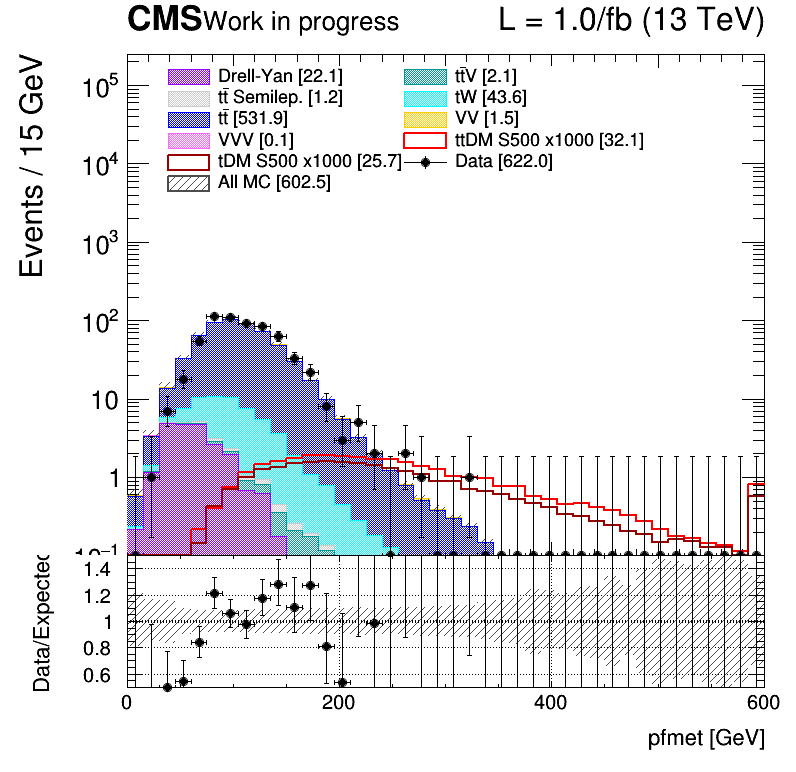 CMS Work in progress L = 1.0/fb (13 TeV)
Events / 15 GeV
Drell-Yan [22.1] tt̄V [2.1]
tt̄ Semilep. [1.2] tW [43.6]
tt̄ [531.9] VV [1.5]
VVV [0.1] ttDM S500 x1000 [32.1]
tDM S500 x1000 [25.7] Data [622.0]
All MC [602.5]
10⁵
10⁴
10³
10²
10
1
10⁻¹
Data/Expected
1.4
1.2
1
0.8
0.6
0 200 400 600
pfmet [GeV]